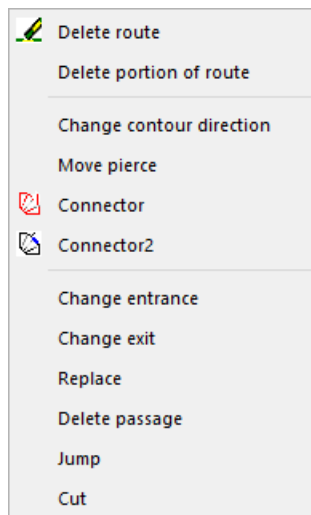 Delete route
Delete portion of route
Change contour direction
Move pierce
Connector
Connector2
Change entrance
Change exit
Replace
Delete passage
Jump
Cut